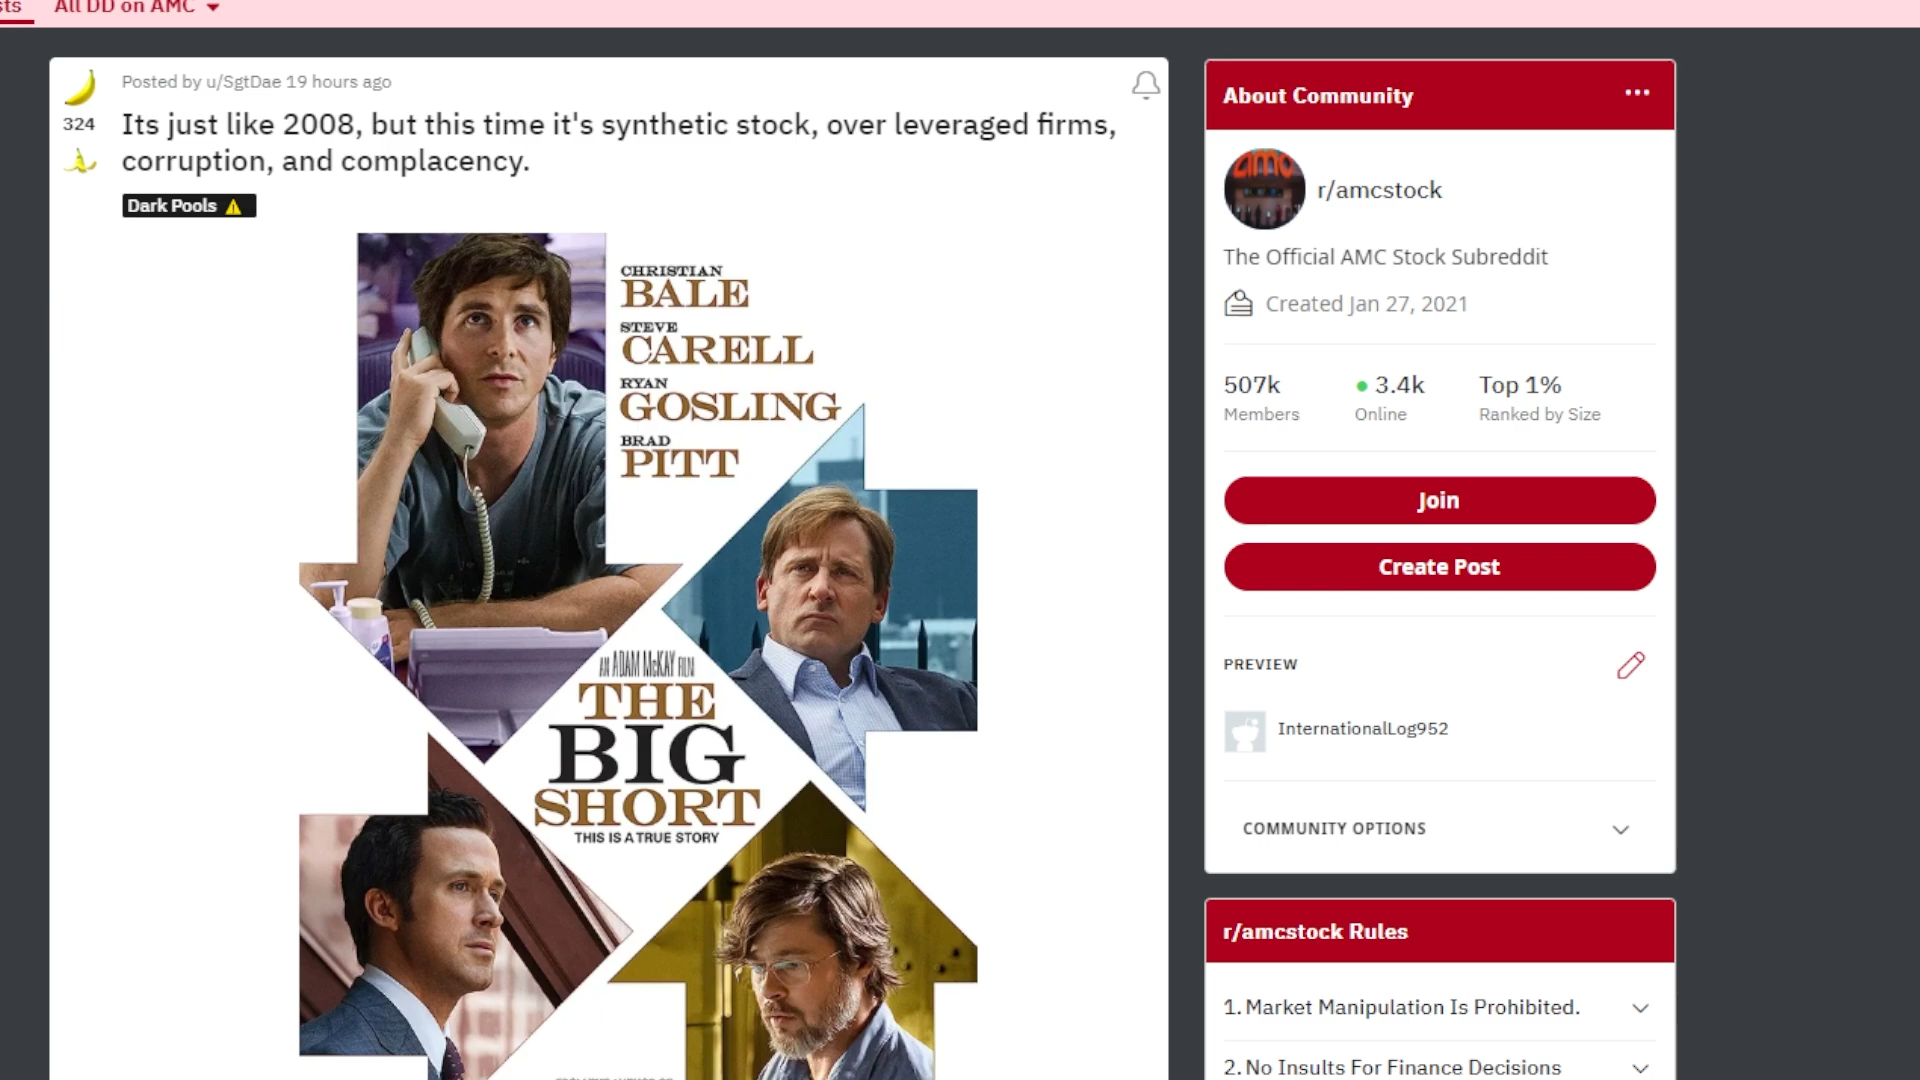 sts All DD on AMC
Posted by u/SgtDae 19 hours ago
324
Its just like 2008, but this time it's synthetic stock, over leveraged firms,
corruption, and complacency.
Dark Pools
CHRISTIAN
BALE
STEVE
CARELL
RYAN
GOSLING
BRAD
PITT
AN ADAM McKAY FILM
THE
BIG
SHORT
THIS IS A TRUE STORY
About Community
amc
r/amcstock
The Official AMC Stock Subreddit
Created Jan 27, 2021
507k 3.4k Top 1%
Members Online Ranked by Size
Join
Create Post
PREVIEW
InternationalLog952
COMMUNITY OPTIONS
r/amcstock Rules
1. Market Manipulation Is Prohibited.
2. No Insults For Finance Decisions